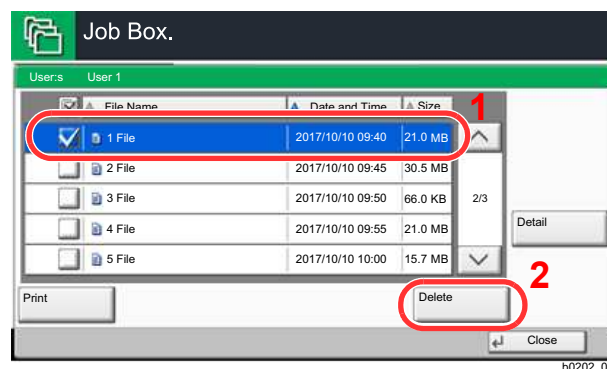 Job Box.
User:s User 1
File Name Date and Time Size 1
1 File 2017/10/10 09:40 21.0 MB
2 File 2017/10/10 09:45 30.5 MB
3 File 2017/10/10 09:50 66.0 KB 2/3
4 File 2017/10/10 09:55 21.0 MB Detail
5 File 2017/10/10 10:00 15.7 MB
2
Print Delete
Close
b0202_0